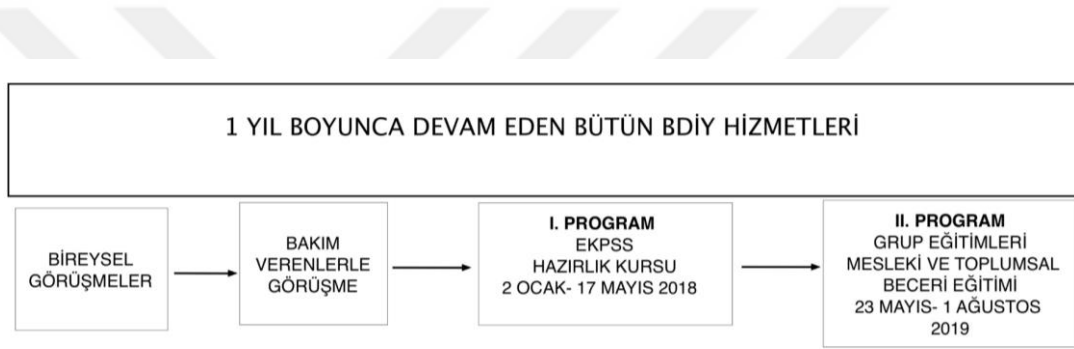 1 YIL BOYUNCA DEVAM EDEN BÜTÜN BDİY HİZMETLERİ
BİREYSEL
GÖRÜŞMELER
BAKIM
VERENLERLE
GÖRÜŞME
I. PROGRAM
EKPSS
HAZIRLIK KURSU
2 OCAK- 17 MAYIS 2018
II. PROGRAM
GRUP EĞİTİMLERİ
MESLEKİ VE TOPLUMSAL
BECERİ EĞİTİMİ
23 MAYIS- 1 AĞUSTOS
2019